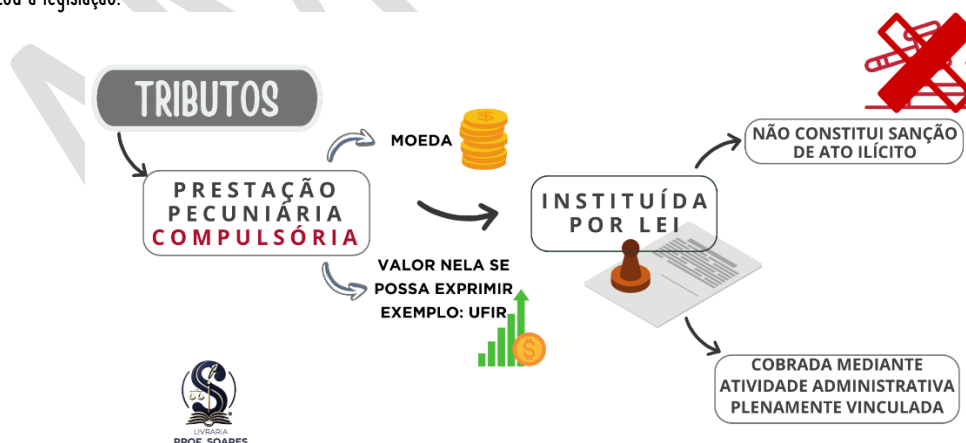 legislação.
TRIBUTOS
PRESTAÇÃO
PECUNIÁRIA
COMPULSÓRIA
MOEDA
VALOR NELA SE
POSSA EXPRIMIR
EXEMPLO: UFIR
INSTITUÍDA
POR LEI
NÃO CONSTITUI SANÇÃO
DE ATO ILÍCITO
COBRADA MEDIANTE
ATIVIDADE ADMINISTRATIVA
PLENAMENTE VINCULADA
LIVRARIA
PROF. SOARES